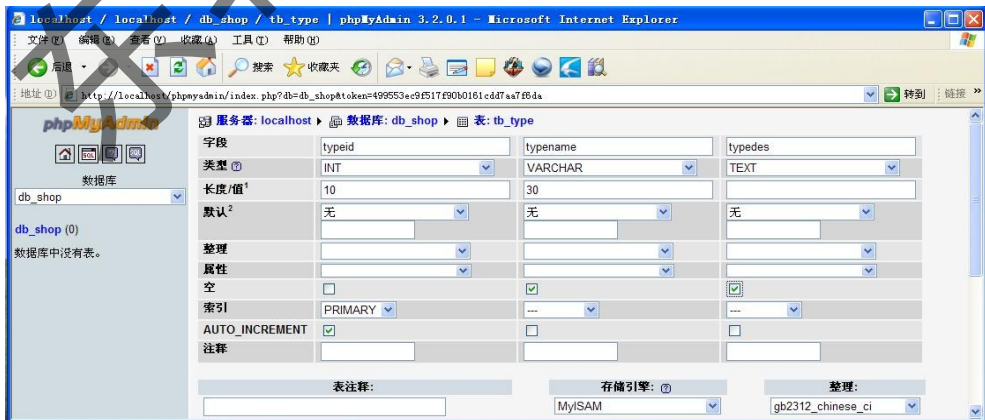 localhost / localhost / db_shop / tb_type | phpMyAdmin 3.2.0.1 - Microsoft Internet Explorer
文件(F) 编辑(E) 查看(V) 收藏(A) 工具(T) 帮助(H)
后退 搜索 收藏夹
地址(D) http://localhost/phpmyadmin/index.php?db=db_shop&token=499553ec9f517f90b0161cdd7aa7f6da 转到 链接 »
phpMyAdmin
SQL
数据库
db_shop
db_shop (0)
数据库中没有表。
服务器: localhost ▸ 数据库: db_shop ▸ 表: tb_type
字段 typeid typename typedes
类型 INT VARCHAR TEXT
长度/值1 10 30
默认2 无 无 无
整理
属性
空
索引 PRIMARY --- ---
AUTO_INCREMENT
注释
表注释: 存储引擎: 整理:
MyISAM gb2312_chinese_ci